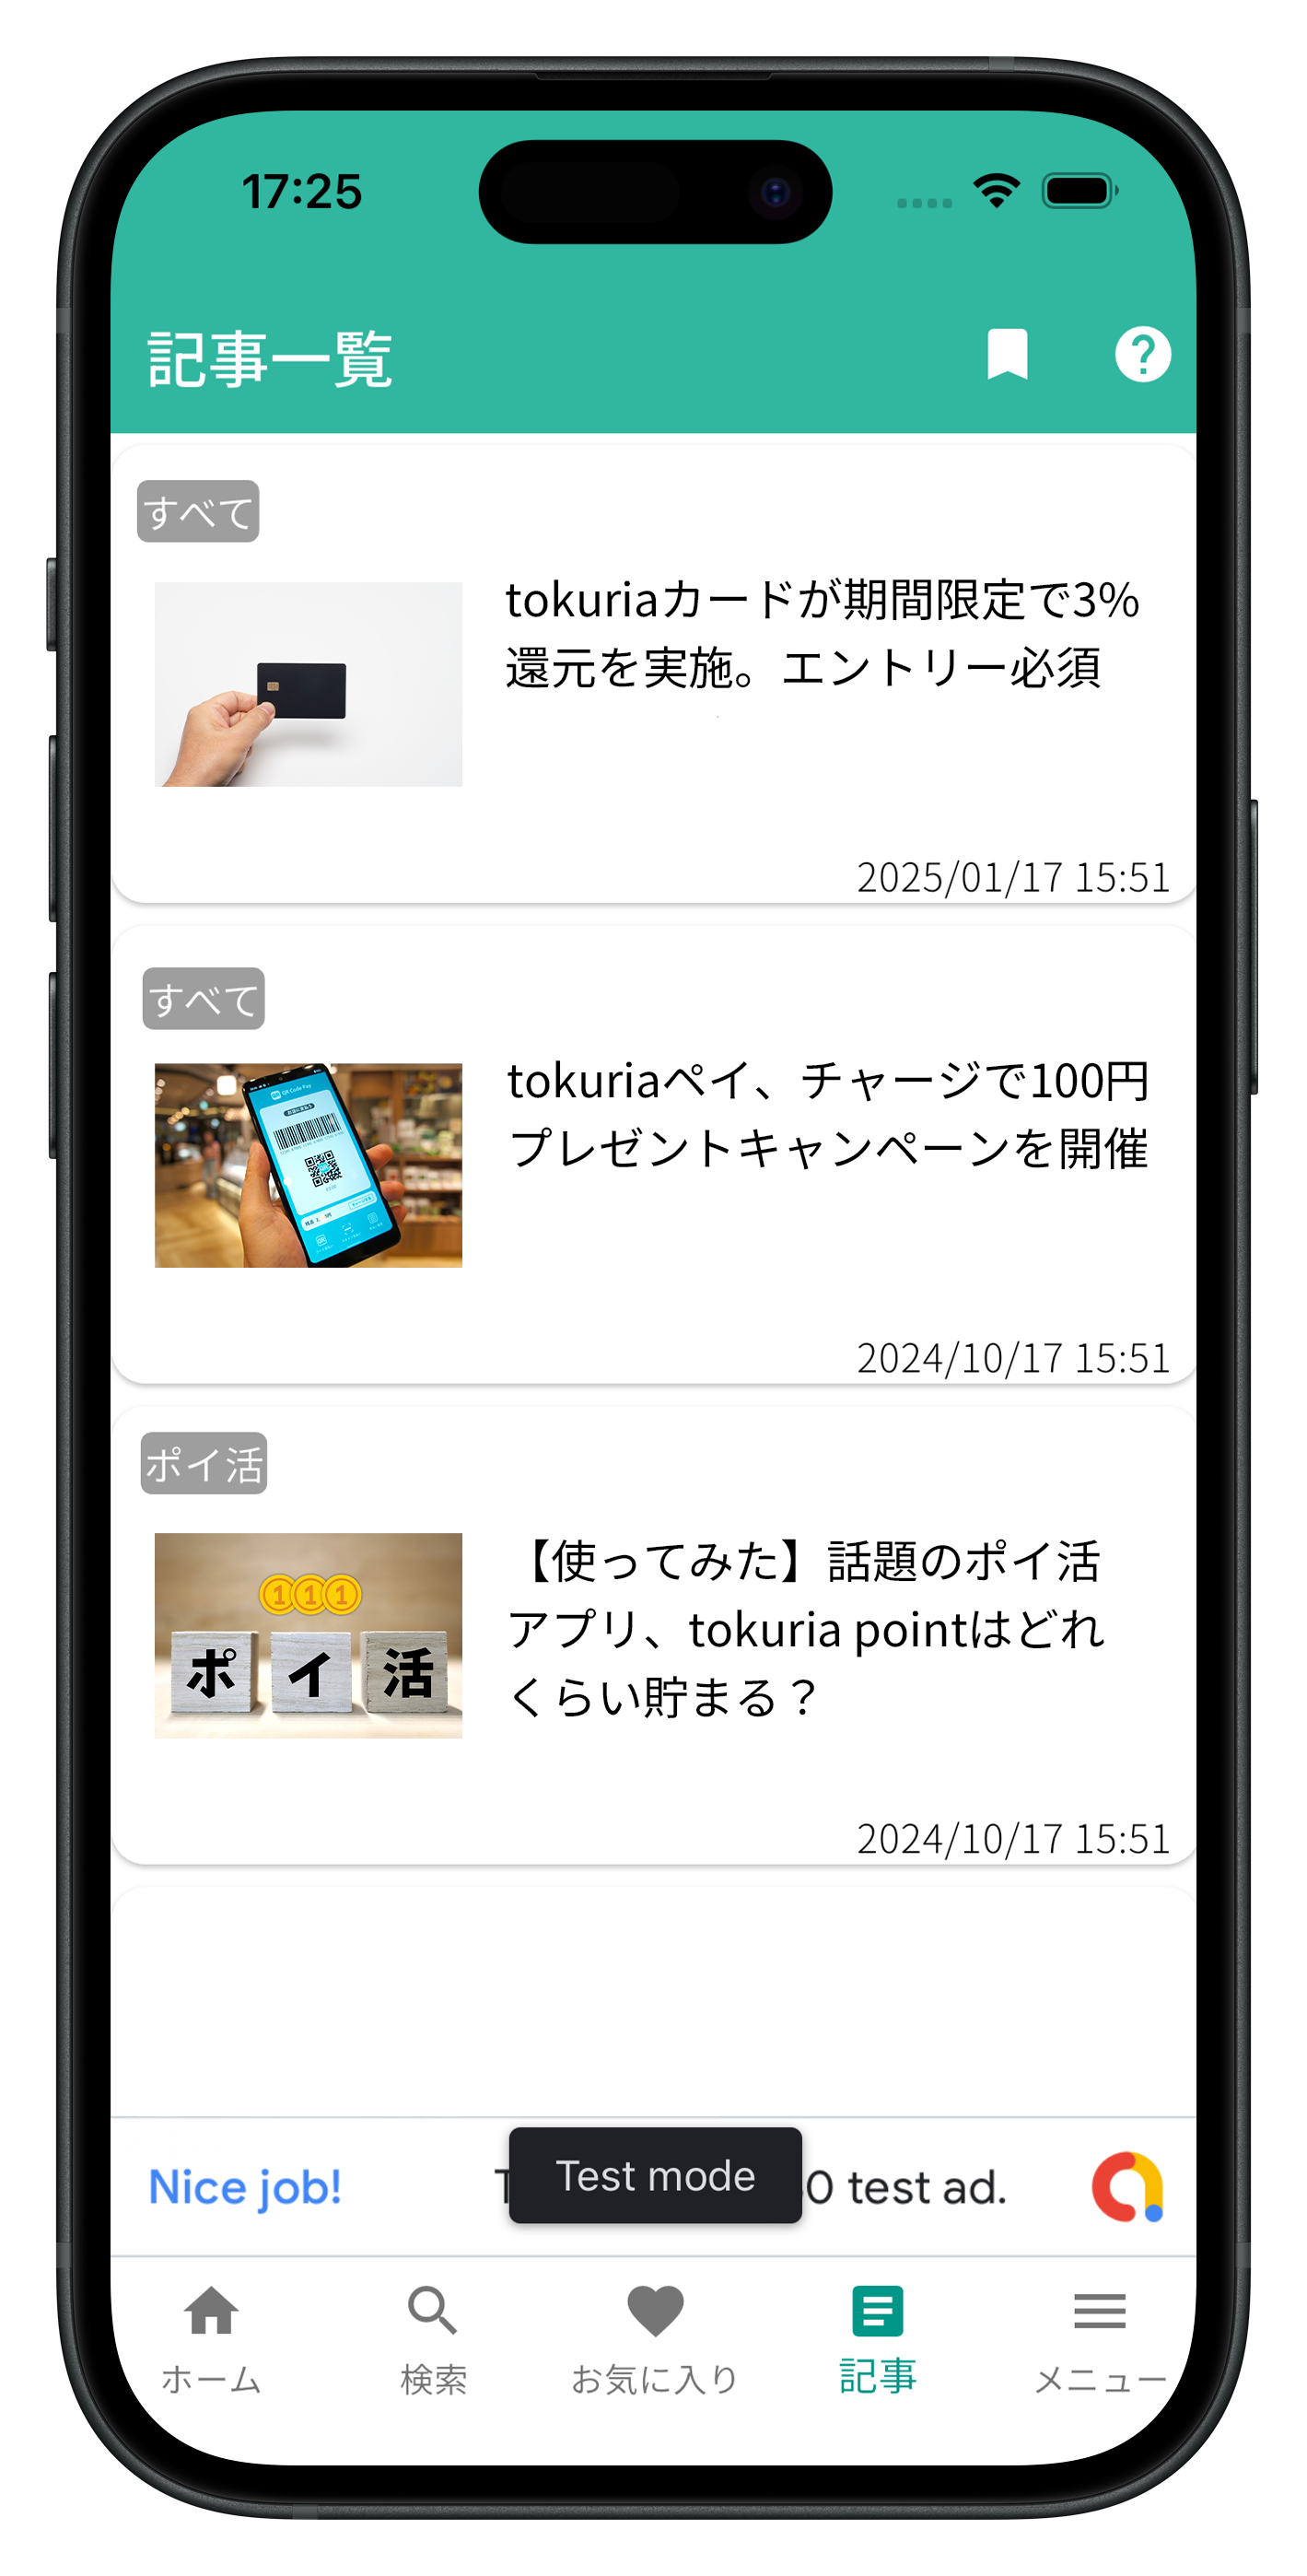 17:25
記事一覧
すべて
tokuriaカードが期間限定で3%
還元を実施。エントリー必須
2025/01/17 15:51
すべて
QR Code Pay
tokuriaペイ、チャージで100円
プレゼントキャンペーンを開催
2024/10/17 15:51
ポイ活
1 1 1
ポイ活
【使ってみた】話題のポイ活
アプリ、tokuria pointはどれ
くらい貯まる？
2024/10/17 15:51
Nice job!
Test mode
0 test ad.
ホーム
検索
お気に入り
記事
メニュー